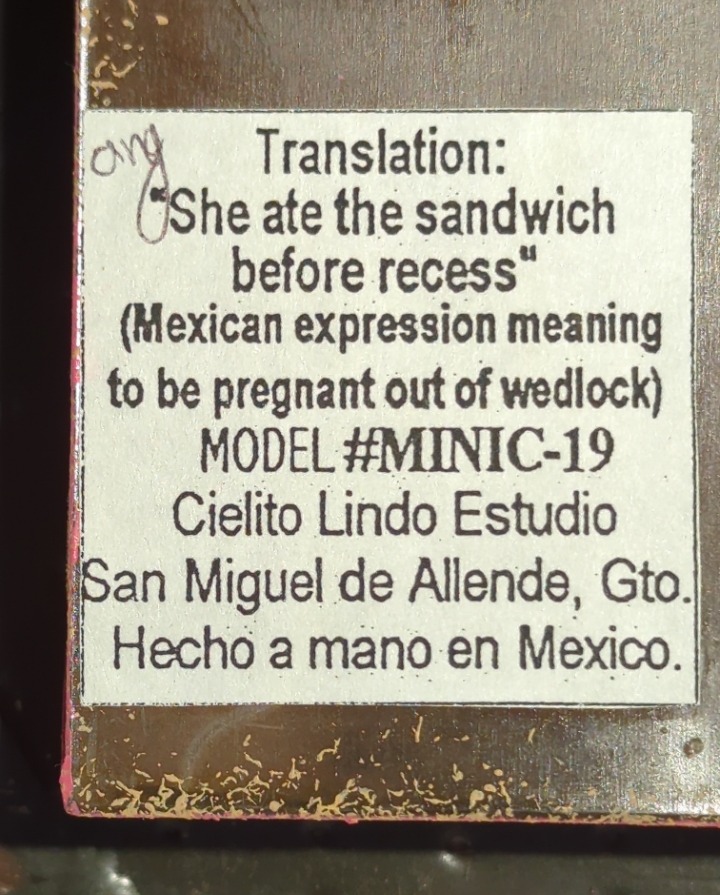 any
Translation:
"She ate the sandwich
before recess"
(Mexican expression meaning
to be pregnant out of wedlock)
MODEL #MINIC-19
Cielito Lindo Estudio
San Miguel de Allende, Gto.
Hecho a mano en Mexico.